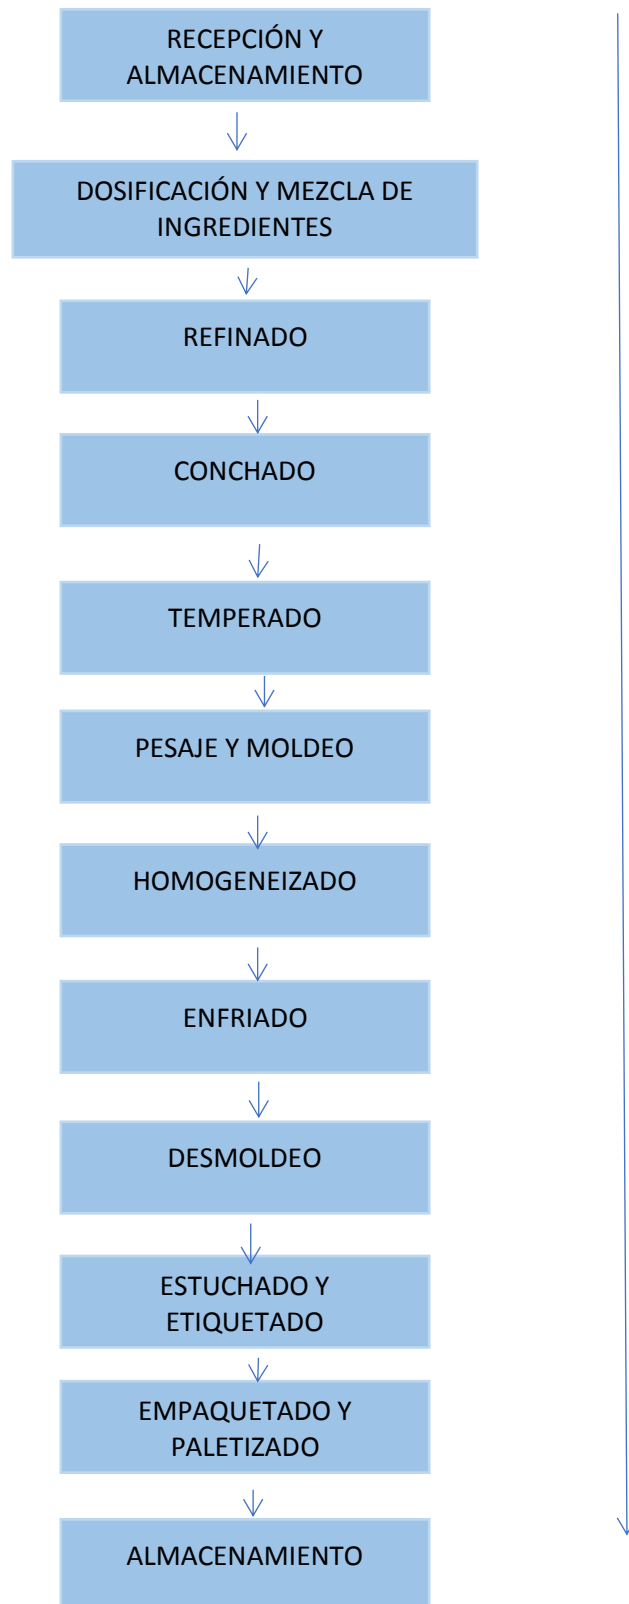 RECEPCIÓN Y
ALMACENAMIENTO
DOSIFICACIÓN Y MEZCLA DE
INGREDIENTES
REFINADO
CONCHADO
TEMPERADO
PESAJE Y MOLDEO
HOMOGENEIZADO
ENFRIADO
DESMOLDEO
ESTUCHADO Y
ETIQUETADO
EMPAQUETADO Y
PALETIZADO
ALMACENAMIENTO